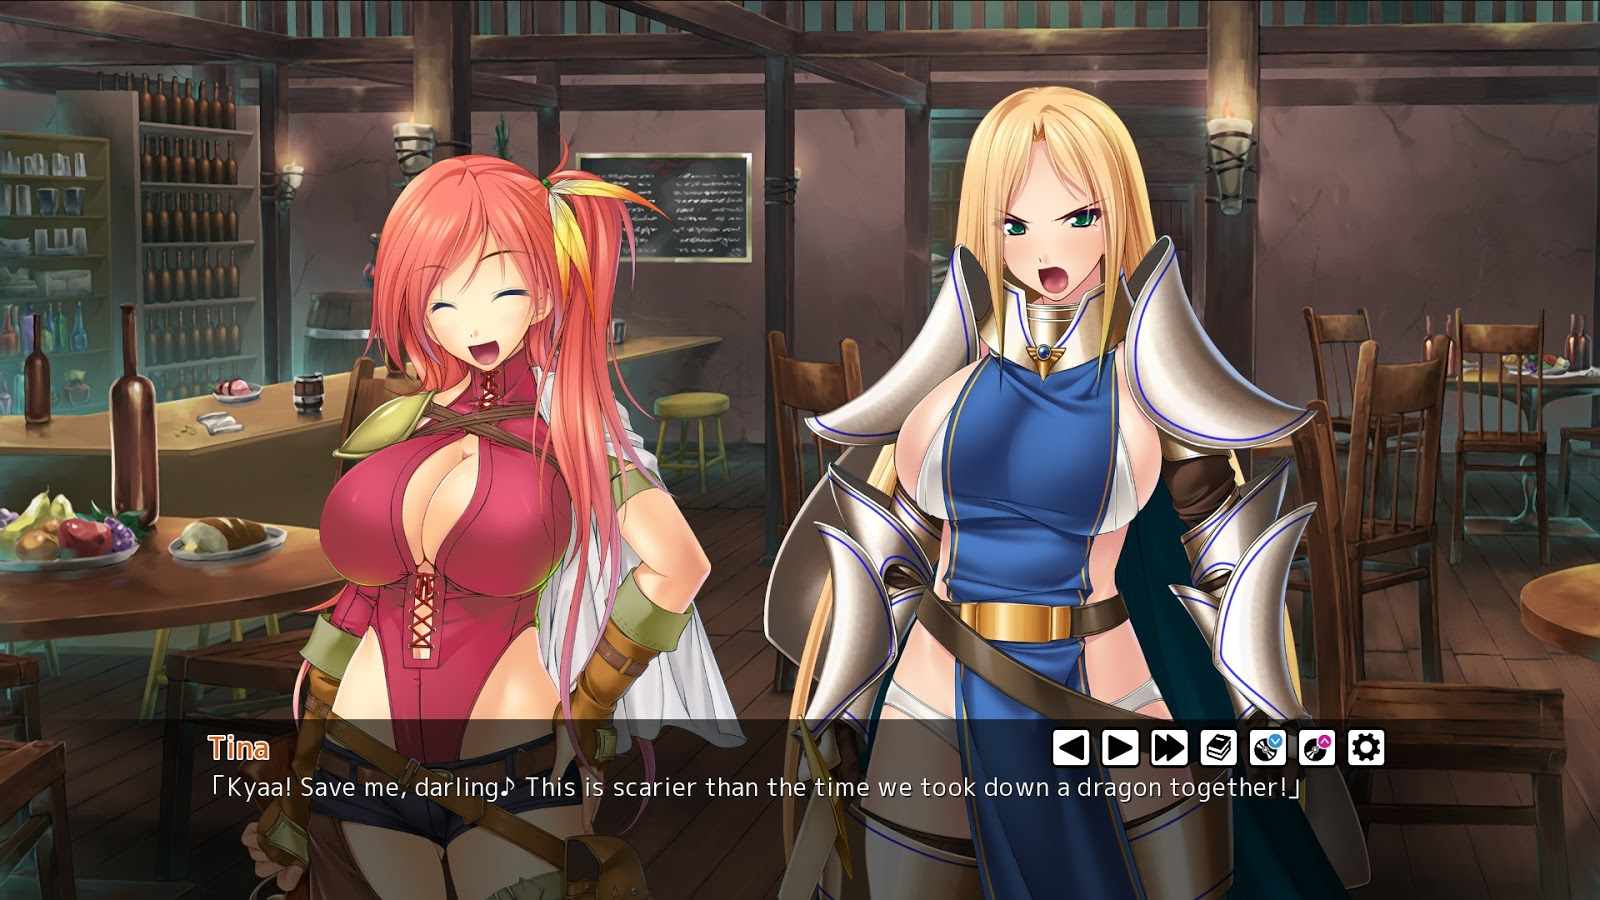 Tina
「Kyaa! Save me, darling♪ This is scarier than the time we took down a dragon together!」